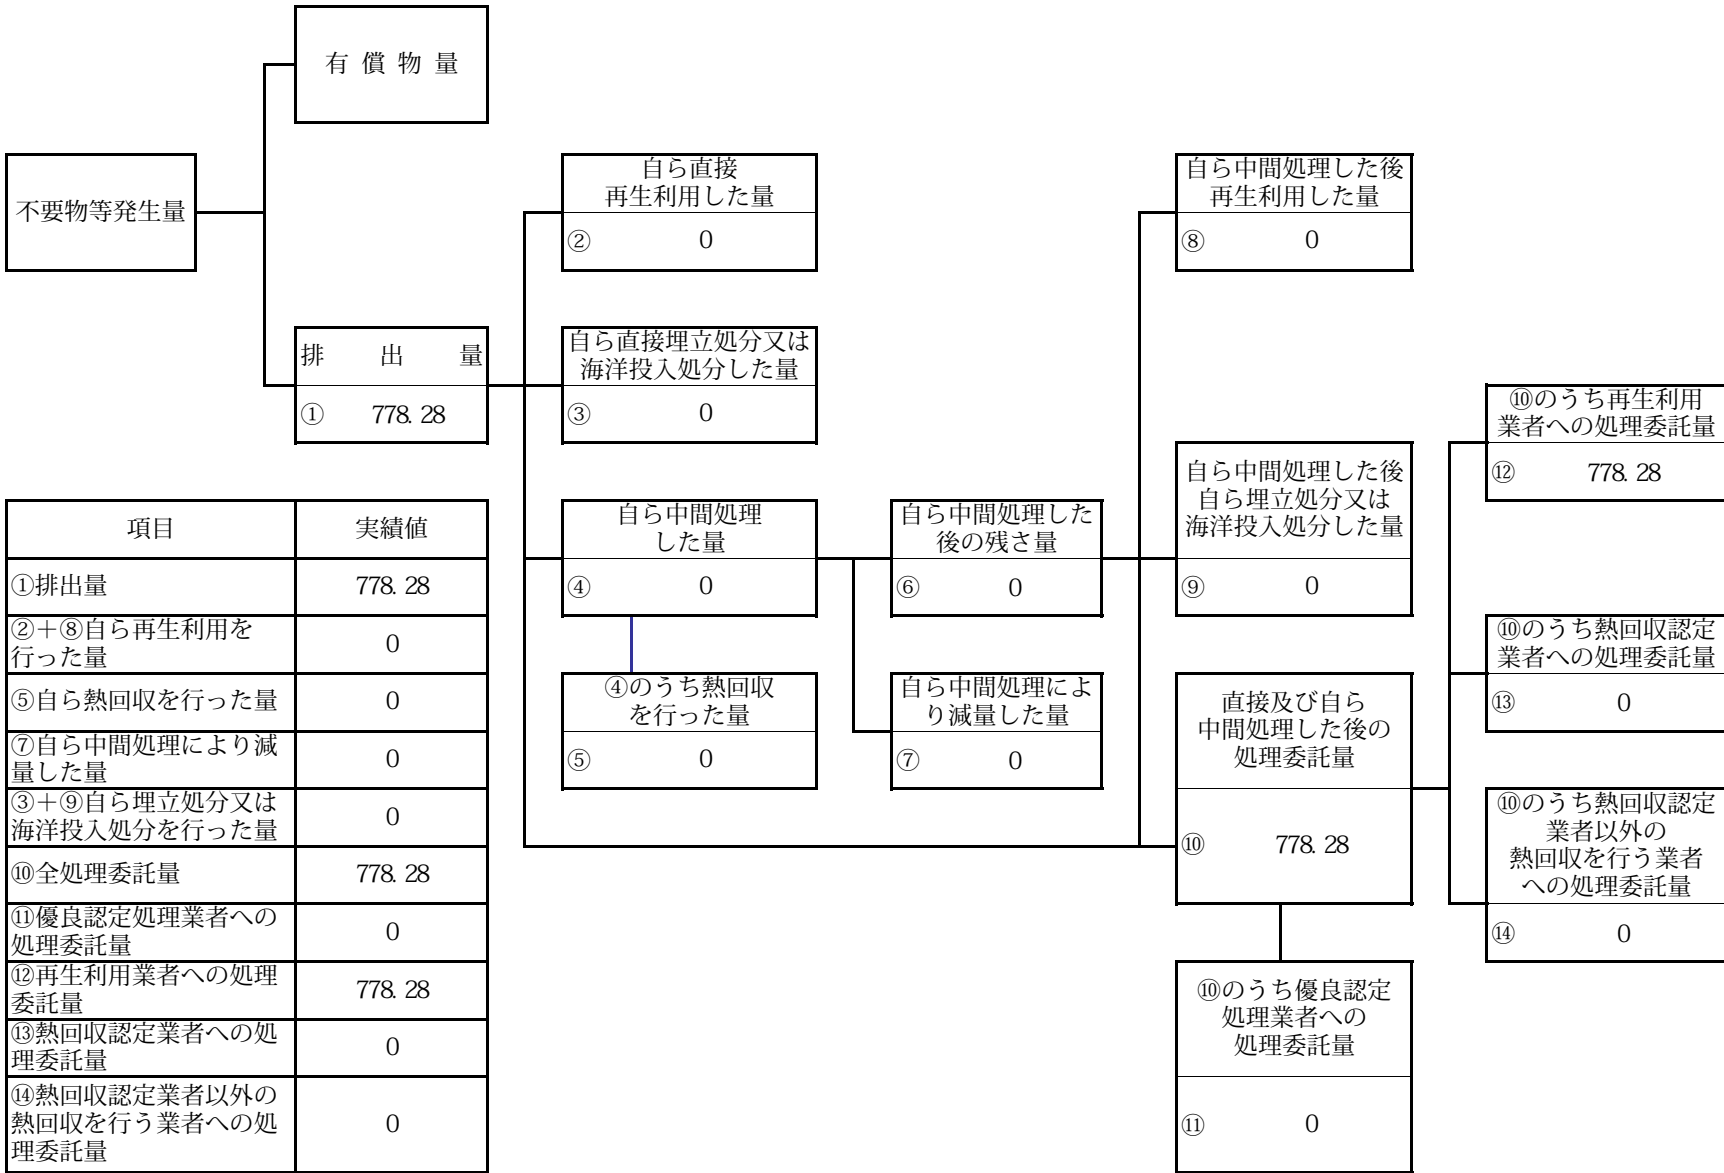 有 償 物 量
不要物等発生量
自ら直接
再生利用した量
② 0
自ら中間処理した後
再生利用した量
⑧ 0
排 出 量
① 778.28
自ら直接埋立処分又は
海洋投入処分した量
③ 0
⑩のうち再生利用
業者への処理委託量
⑫ 778.28
自ら中間処理
した量
④ 0
自ら中間処理した
後の残さ量
⑥ 0
自ら中間処理した後
自ら埋立処分又は
海洋投入処分した量
⑨ 0
④のうち熱回収
を行った量
⑤ 0
自ら中間処理によ
り減量した量
⑦ 0
直接及び自ら
中間処理した後の
処理委託量
⑩ 778.28
⑩のうち熱回収認定
業者への処理委託量
⑬ 0
⑩のうち熱回収認定
業者以外の
熱回収を行う業者
への処理委託量
⑭ 0
⑩のうち優良認定
処理業者への
処理委託量
⑪ 0
項目 実績値
①排出量 778.28
②+⑧自ら再生利用を
行った量 0
⑤自ら熱回収を行った量 0
⑦自ら中間処理により減
量した量 0
③+⑨自ら埋立処分又は
海洋投入処分を行った量 0
⑩全処理委託量 778.28
⑪優良認定処理業者への
処理委託量 0
⑫再生利用業者への処理
委託量 778.28
⑬熱回収認定業者への処
理委託量 0
⑭熱回収認定業者以外の
熱回収を行う業者への処
理委託量 0